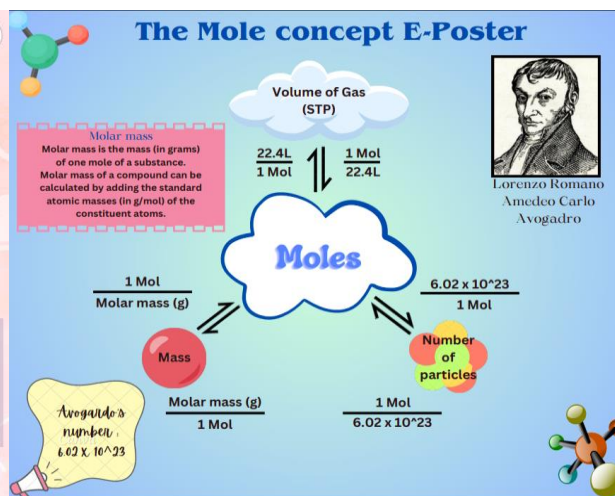 The Mole concept E-Poster
Volume of Gas
(STP)
Molar mass
Molar mass is the mass (in grams)
of one mole of a substance.
Molar mass of a compound can be
calculated by adding the standard
atomic masses (in g/mol) of the
constituent atoms.
22.4L
1 Mol
1 Mol
22.4L
Lorenzo Romano
Amedeo Carlo
Avogadro
Moles
1 Mol
Molar mass (g)
6.02 x 10^23
1 Mol
Mass
Number
of
particles
Molar mass (g)
1 Mol
1 Mol
6.02 x 10^23
Avogardo's
number,
6.02 X 10^23